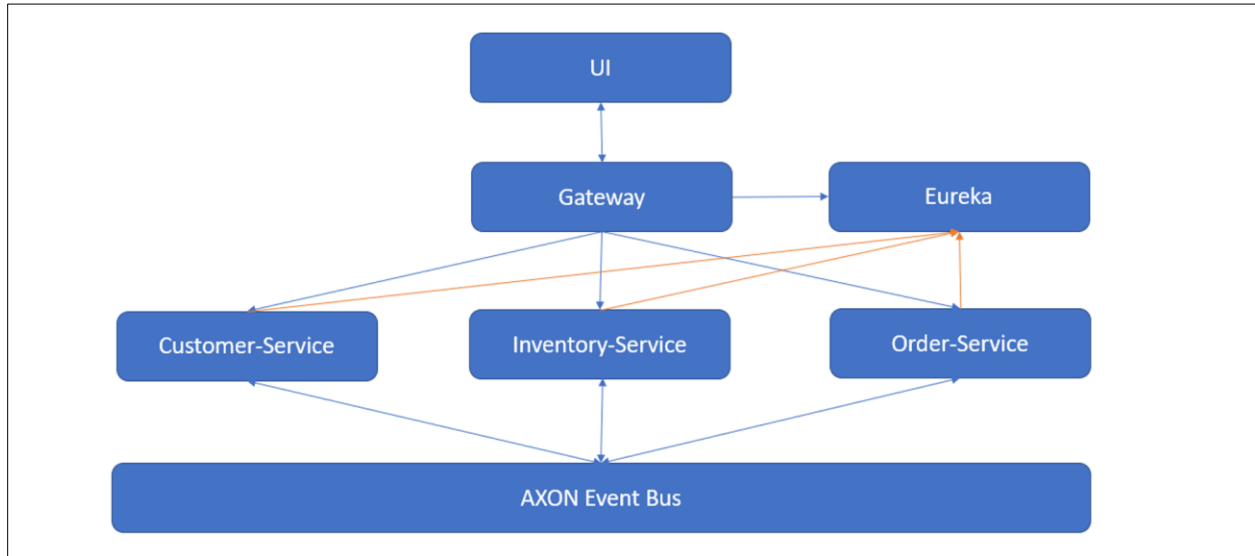 UI
Gateway
Eureka
Customer-Service
Inventory-Service
Order-Service
AXON Event Bus